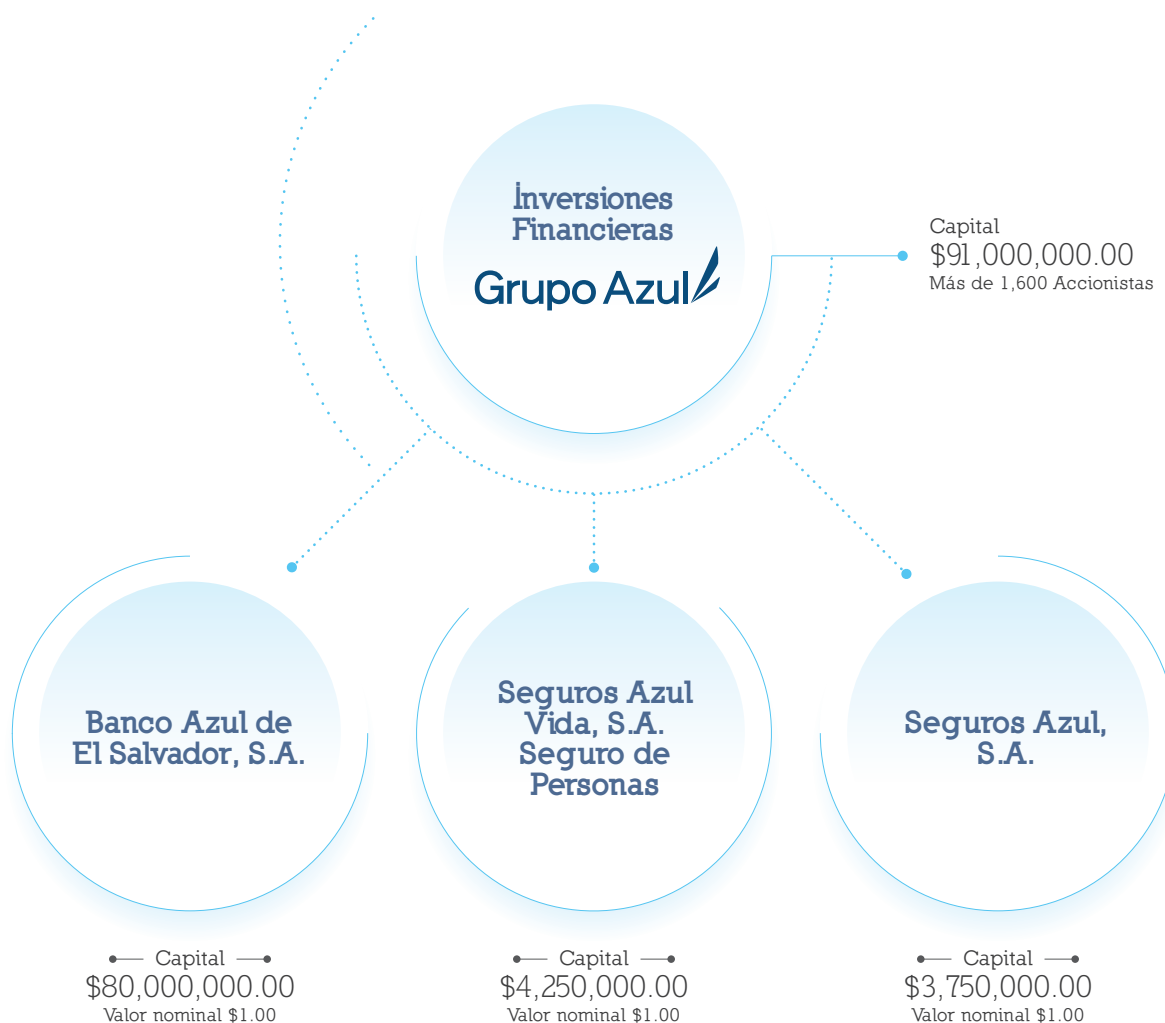 Inversiones
Financieras
Grupo Azul
Capital
$91,000,000.00
Más de 1,600 Accionistas
Banco Azul de
El Salvador, S.A.
Seguros Azul
Vida, S.A.
Seguro de
Personas
Seguros Azul,
S.A.
Capital
$80,000,000.00
Valor nominal $1.00
Capital
$4,250,000.00
Valor nominal $1.00
Capital
$3,750,000.00
Valor nominal $1.00